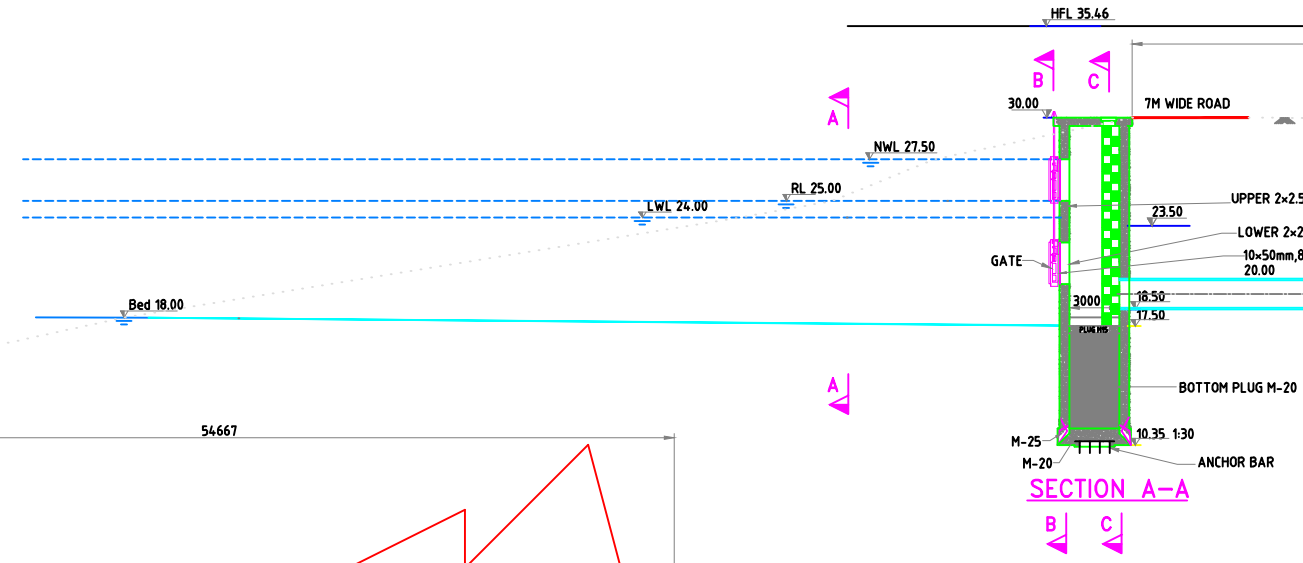 HFL 35.46
B
C
A
30.00
7M WIDE ROAD
NWL 27.50
RL 25.00
UPPER 2×2.5
LWL 24.00
23.50
LOWER 2×2
GATE
10×50mm,8
20.00
Bed 18.00
3000
18.50
17.50
PLUG M15
A
BOTTOM PLUG M-20
54667
M-25
10.35 1:30
M-20
ANCHOR BAR
SECTION A-A
B
C